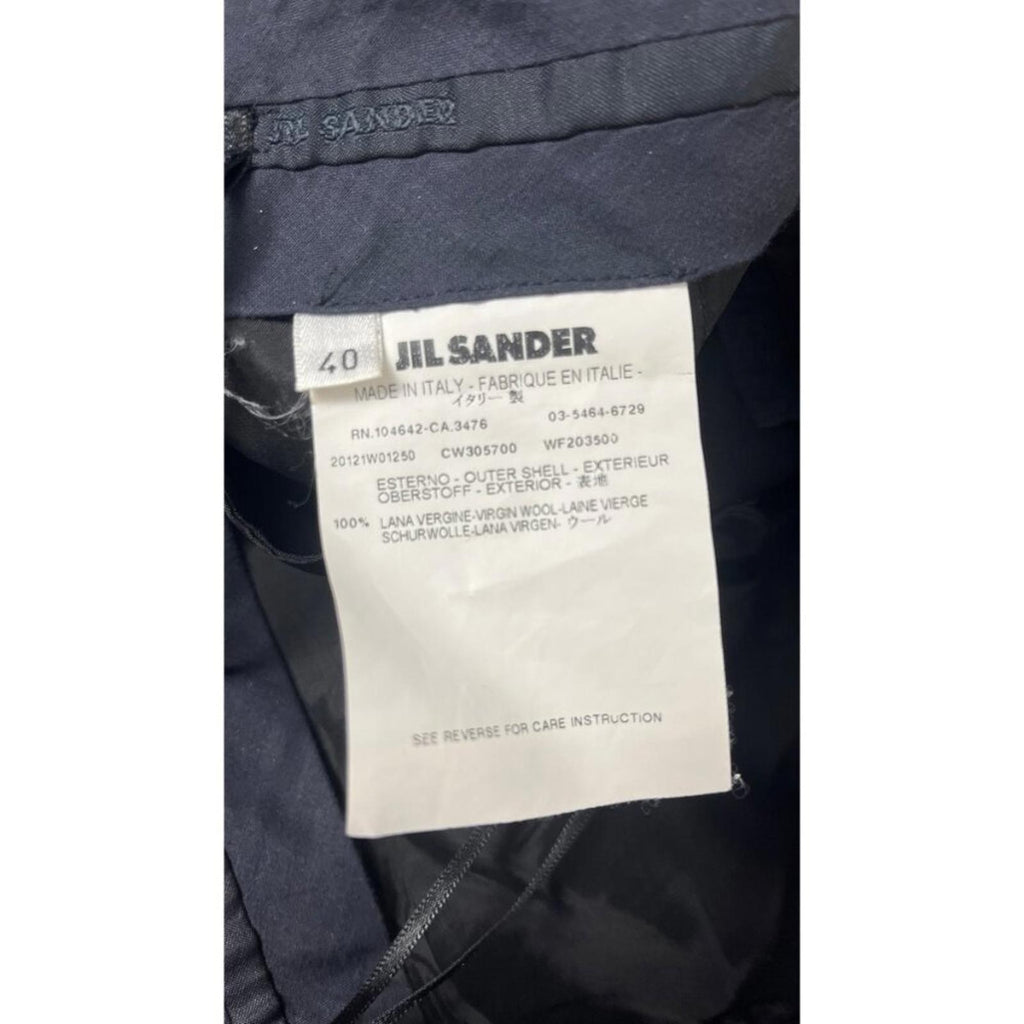 JIL SANDER
40
JIL SANDER
MADE IN ITALY - FABRIQUE EN ITALIE -
イタリー 製
RN.104642-CA.3476 03-5464-6729
20121W01250 CW305700 WF203500
ESTERNO - OUTER SHELL - EXTERIEUR
OBERSTOFF - EXTERIOR - 表地
100% LANA VERGINE-VIRGIN WOOL-LAINE VIERGE
SCHURWOLLE-LANA VIRGEN- ウール
SEE REVERSE FOR CARE INSTRUCTION